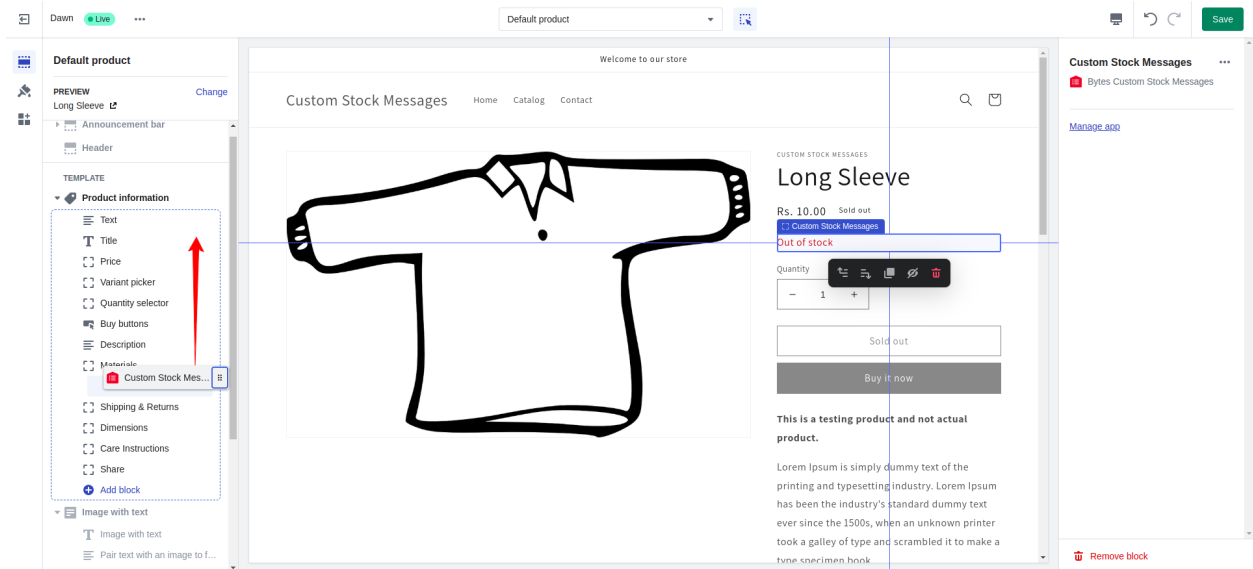 Dawn
Live
Default product
Save
Default product
PREVIEW
Change
Long Sleeve
Announcement bar
Header
TEMPLATE
Product information
Text
Title
Price
Variant picker
Quantity selector
Buy buttons
Description
Materials
Custom Stock Mes...
Shipping & Returns
Dimensions
Care Instructions
Share
Add block
Image with text
Image with text
Pair text with an image to f...
Welcome to our store
Custom Stock Messages
Home
Catalog
Contact
CUSTOM STOCK MESSAGES
Long Sleeve
Rs. 10.00
Sold out
Custom Stock Messages
Out of stock
Quantity
1
Sold out
Buy it now
This is a testing product and not actual
product.
Lorem Ipsum is simply dummy text of the
printing and typesetting industry. Lorem Ipsum
has been the industry's standard dummy text
ever since the 1500s, when an unknown printer
took a galley of type and scrambled it to make a
type specimen book.
Custom Stock Messages
Bytes Custom Stock Messages
Manage app
Remove block